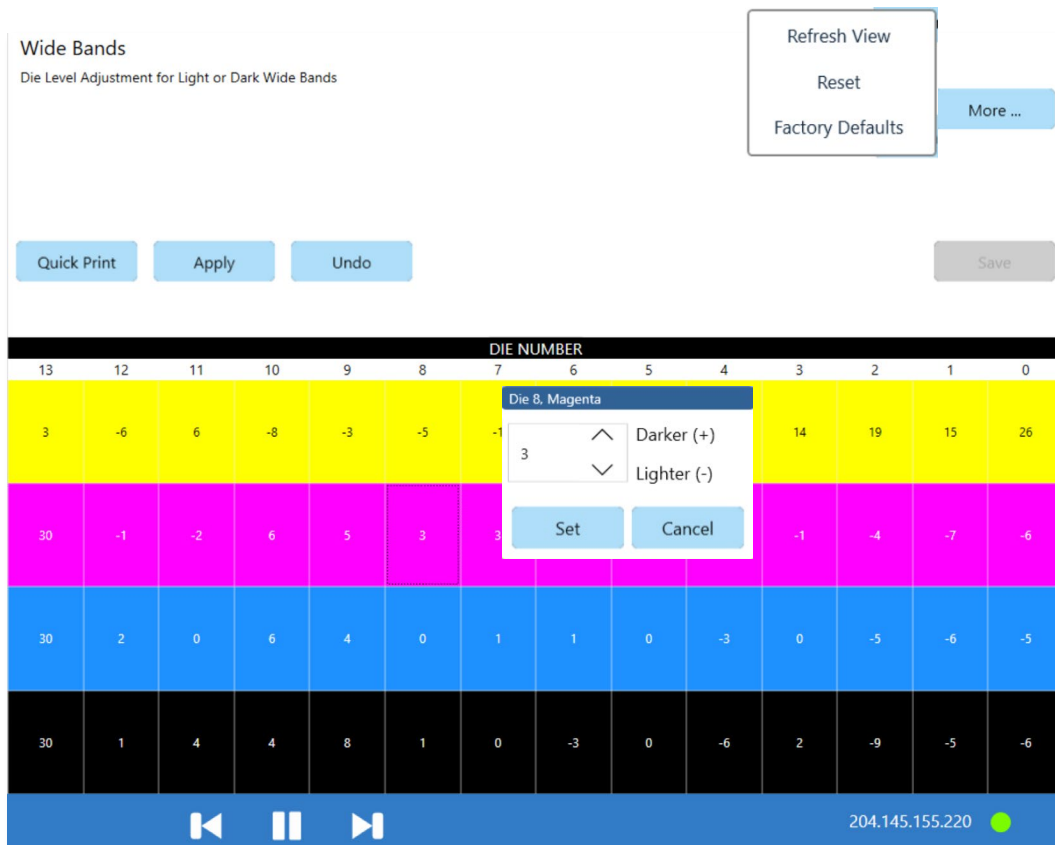 Refresh View
Wide Bands
Die Level Adjustment for Light or Dark Wide Bands
Reset
More ...
Factory Defaults
Quick Print Apply Undo Save
DIE NUMBER
13 12 11 10 9 8 7 6 5 4 3 2 1 0
Die 8, Magenta
3 -6 6 -8 -3 -5 14 19 15 26
3 Darker (+)
Lighter (-)
Set Cancel
30 -1 -2 6 5 3 3 -1 -4 -7 -6
30 2 0 6 4 0 1 1 0 -3 0 -5 -6 -5
30 1 4 4 8 1 0 -3 0 -6 2 -9 -5 -6
204.145.155.220